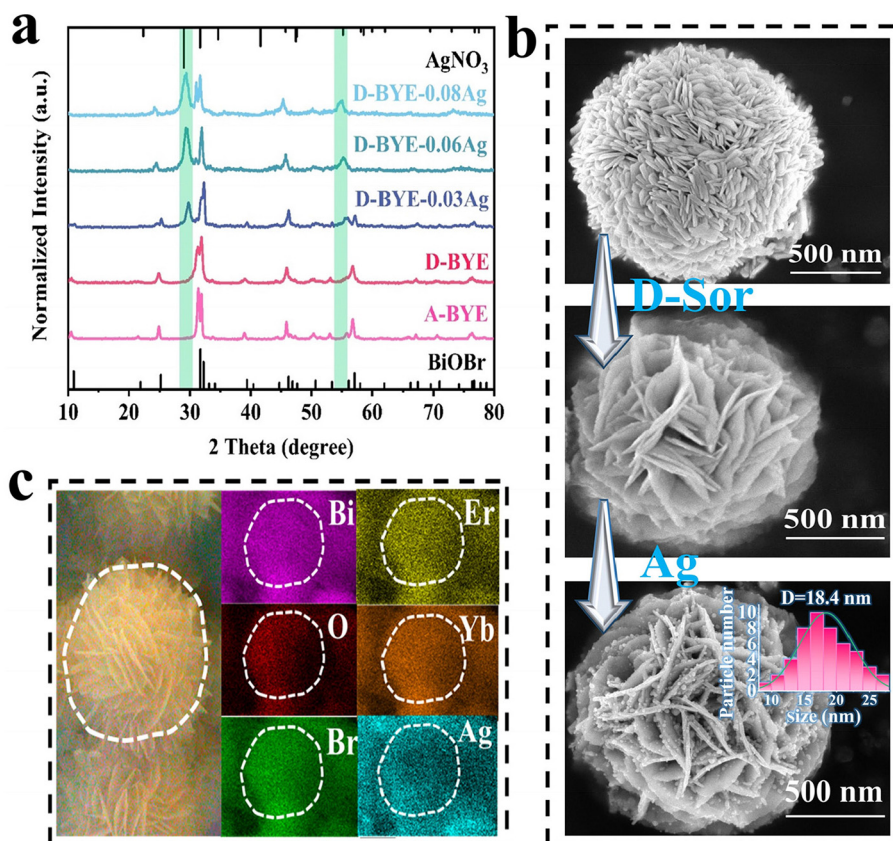 a
Normalized Intensity (a.u.)
AgNO3
D-BYE-0.08Ag
D-BYE-0.06Ag
D-BYE-0.03Ag
D-BYE
A-BYE
BiOBr
10 20 30 40 50 60 70 80
2 Theta (degree)
b
500 nm
D-Sor
500 nm
Ag
D=18.4 nm
Particle number
10
8
6
4
2
0
10 15 20 25
size (nm)
500 nm
c
Bi
Er
O
Yb
Br
Ag